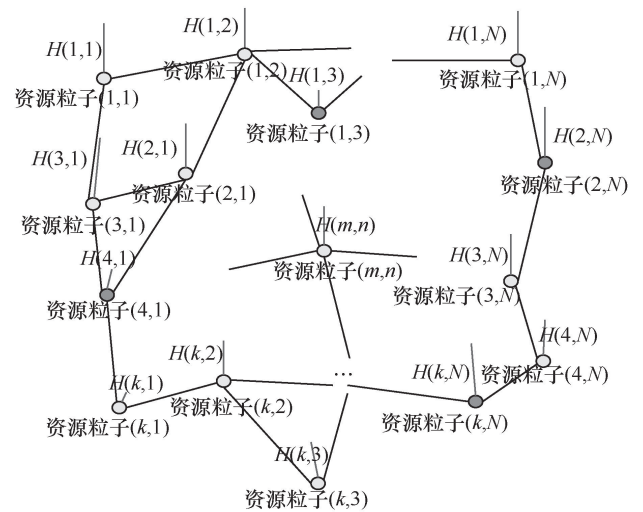 H(1,1)
资源粒子(1,1)
H(1,2)
资源粒子(1,2)
H(1,3)
资源粒子(1,3)
H(1,N)
资源粒子(1,N)
H(2,1)
资源粒子(2,1)
H(2,N)
资源粒子(2,N)
H(3,1)
资源粒子(3,1)
H(m,n)
资源粒子(m,n)
H(3,N)
资源粒子(3,N)
H(4,1)
资源粒子(4,1)
H(4,N)
资源粒子(4,N)
H(k,1)
资源粒子(k,1)
H(k,2)
资源粒子(k,2)
...
H(k,N)
资源粒子(k,N)
H(k,3)
资源粒子(k,3)